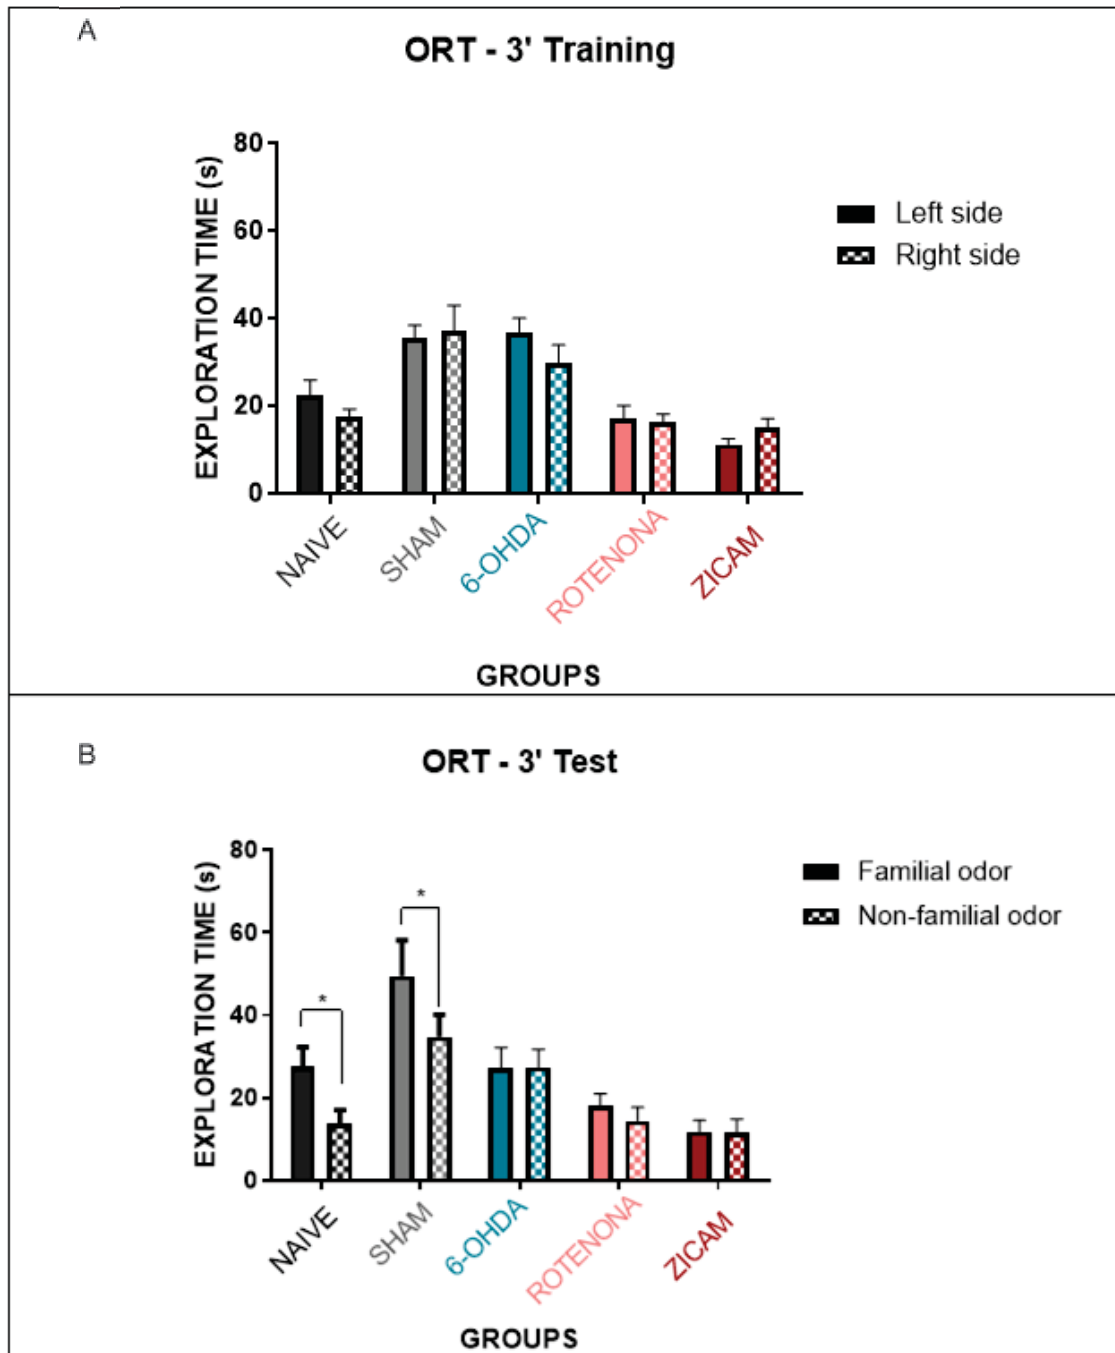 A
ORT - 3' Training
EXPLORATION TIME (s)
80
60
40
20
0
Left side
Right side
NAIVE
SHAM
6-OHDA
ROTENONA
ZICAM
GROUPS
B
ORT - 3' Test
EXPLORATION TIME (s)
80
60
40
20
0
*
*
Familial odor
Non-familial odor
NAIVE
SHAM
6-OHDA
ROTENONA
ZICAM
GROUPS